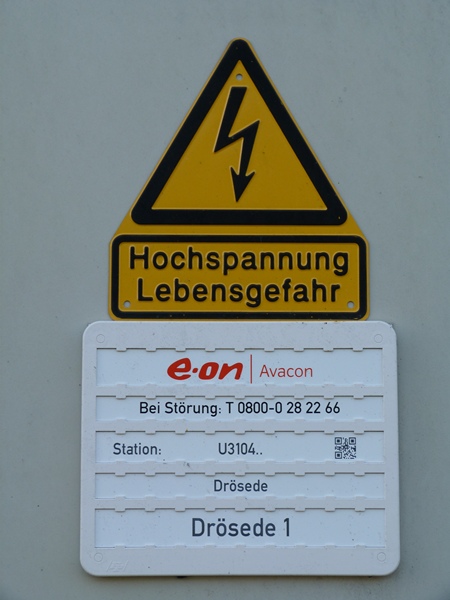 Hochspannung
Lebensgefahr
e·on | Avacon
Bei Störung: T 0800-0 28 22 66
Station: U3104..
Drösede
Drösede 1